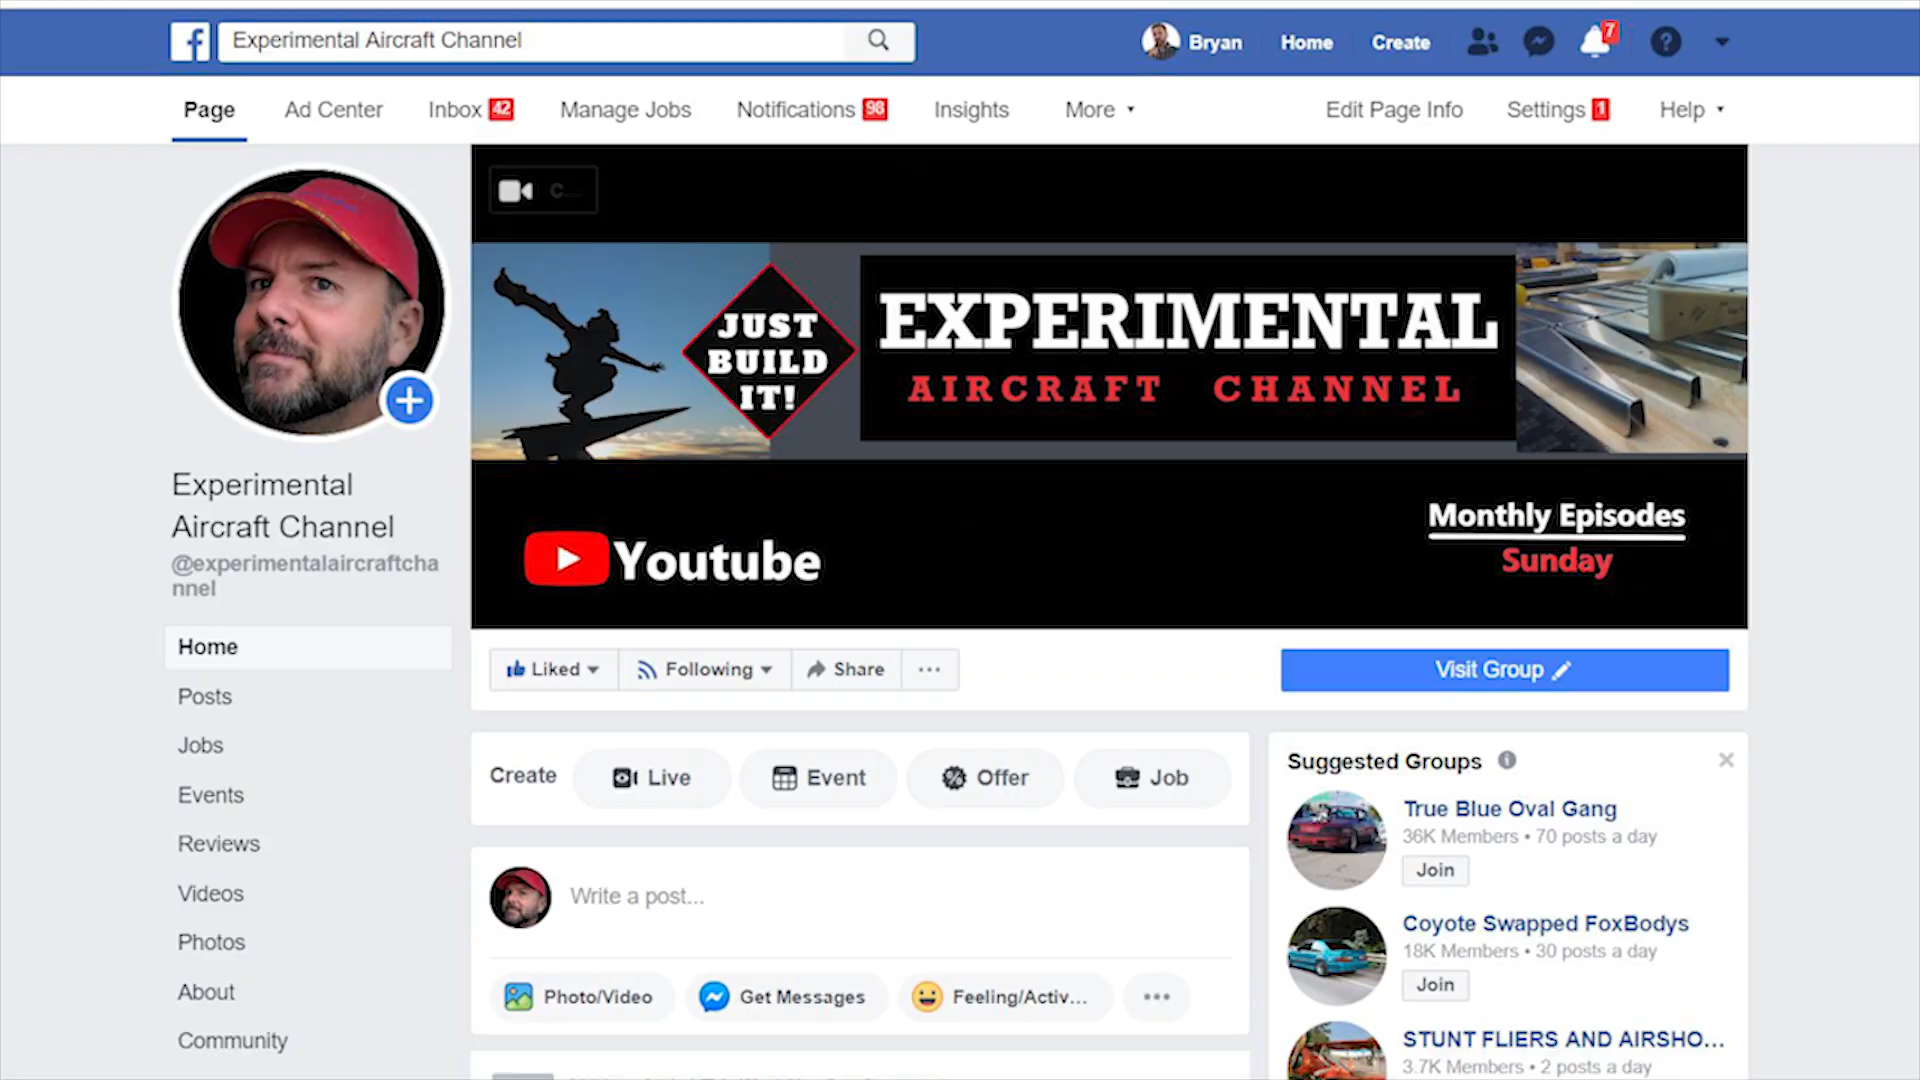 Experimental Aircraft Channel
Bryan
Home
Create
7
Page
Ad Center
Inbox 42
Manage Jobs
Notifications 98
Insights
More
Edit Page Info
Settings 1
Help
JUST
BUILD
IT!
EXPERIMENTAL
AIRCRAFT CHANNEL
Youtube
Monthly Episodes
Sunday
Experimental
Aircraft Channel
@experimentalaircraftcha
nnel
Home
Posts
Jobs
Events
Reviews
Videos
Photos
About
Community
Liked
Following
Share
Visit Group
Create
Live
Event
Offer
Job
Write a post...
Photo/Video
Get Messages
Feeling/Activ...
Suggested Groups
True Blue Oval Gang
36K Members • 70 posts a day
Join
Coyote Swapped FoxBodys
18K Members • 30 posts a day
Join
STUNT FLIERS AND AIRSHO...
3.7K Members • 2 posts a day